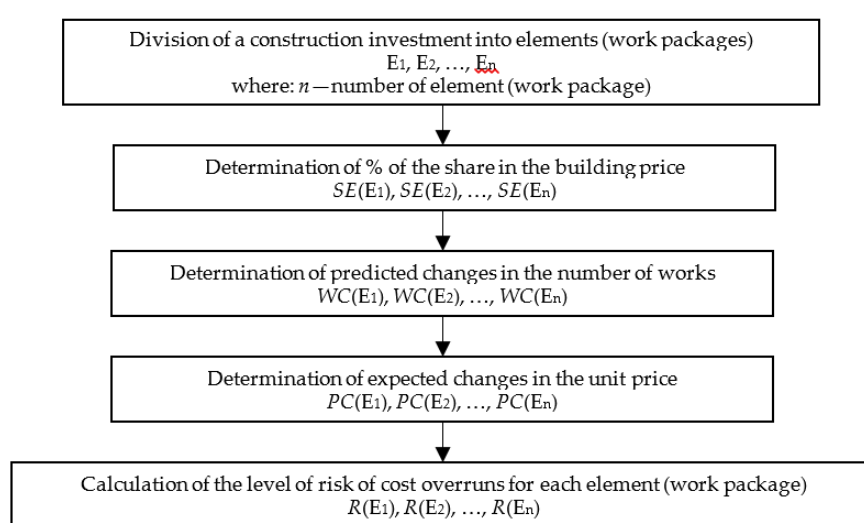 Division of a construction investment into elements (work packages)
E1, E2, …, En
where: n—number of element (work package)
Determination of % of the share in the building price
SE(E1), SE(E2), …, SE(En)
Determination of predicted changes in the number of works
WC(E1), WC(E2), …, WC(En)
Determination of expected changes in the unit price
PC(E1), PC(E2), …, PC(En)
Calculation of the level of risk of cost overruns for each element (work package)
R(E1), R(E2), …, R(En)